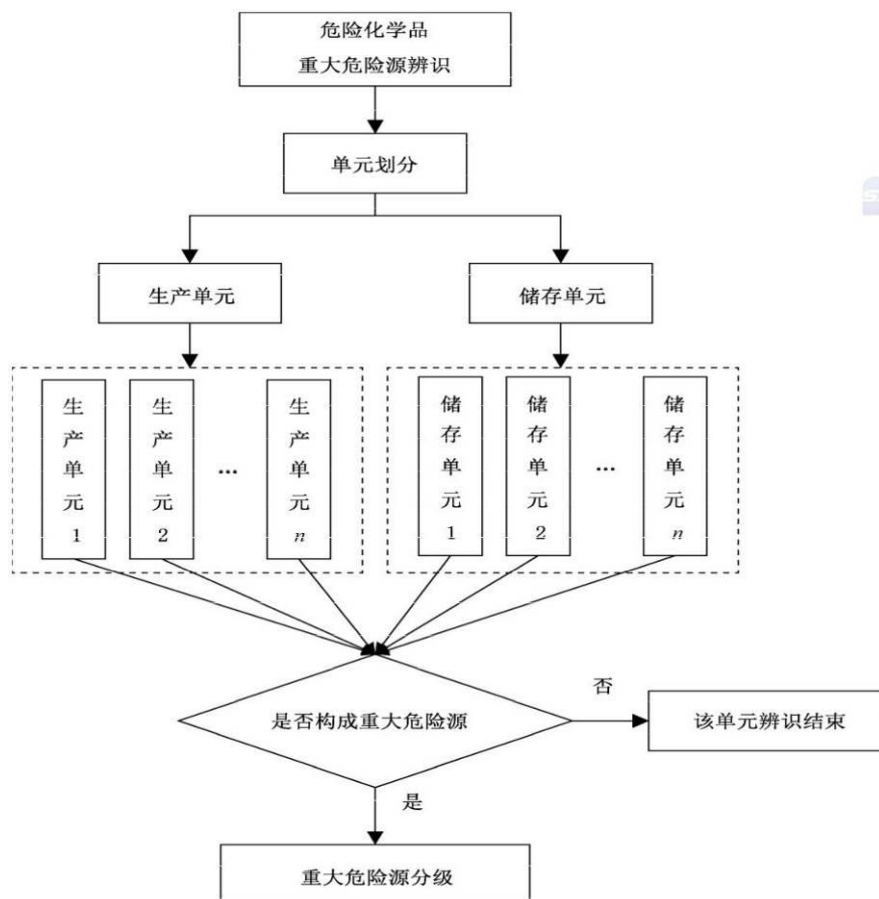 危险化学品
重大危险源辨识
单元划分
生产单元
储存单元
生产单元1
生产单元2
...
生产单元n
储存单元1
储存单元2
...
储存单元n
是否构成重大危险源
否
该单元辨识结束
是
重大危险源分级